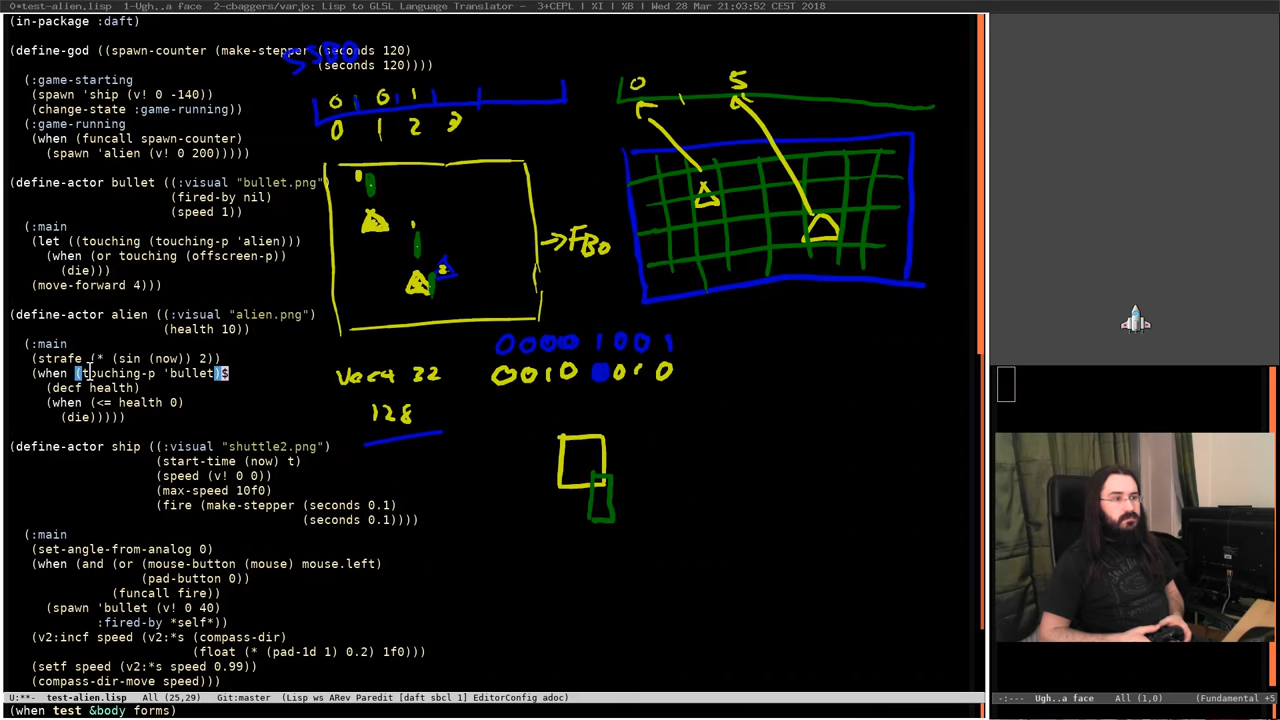 0*test-alien.lisp  1-Ugh..a face  2-cbaggers/varjo: Lisp to GLSL Language Translator -  3+CEPL | %I | %B | Wed 28 Mar 21:03:52 CEST 2018
(in-package :daft)
(define-god ((spawn-counter (make-stepper (seconds 120)
(seconds 120))))
(:game-starting
(spawn 'ship (v! 0 -140))
(change-state :game-running))
(:game-running
(when (funcall spawn-counter)
(spawn 'alien (v! 0 200)))))
(define-actor bullet ((:visual "bullet.png")
(fired-by nil)
(speed 1))
(:main
(let ((touching (touching-p 'alien)))
(when (or touching (offscreen-p))
(die)))
(move-forward 4)))
(define-actor alien ((:visual "alien.png")
(health 10))
(:main
(strafe (* (sin (now)) 2))
(when (touching-p 'bullet)$
(decf health)
(when (<= health 0)
(die)))))
(define-actor ship ((:visual "shuttle2.png")
(start-time (now) t)
(speed (v! 0 0))
(max-speed 10f0)
(fire (make-stepper (seconds 0.1)
(seconds 0.1))))
(:main
(set-angle-from-analog 0)
(when (and (or (mouse-button (mouse) mouse.left)
(pad-button 0))
(funcall fire))
(spawn 'bullet (v! 0 40)
:fired-by *self*))
(v2:incf speed (v2:*s (compass-dir)
(float (* (pad-1d 1) 0.2) 1f0)))
(setf speed (v2:*s speed 0.99))
(compass-dir-move speed)))
SSBO
0 0 1
0 1 2 3
→FBO
0 5
2
00001001
0010 010
Vec4 32
128
U:**-  test-alien.lisp  All (25,29)  Git:master  (Lisp ws ARev Paredit [daft sbcl 1] EditorConfig adoc)
-:---  Ugh..a face  All (1,0)  (Fundamental +5
(when test &body forms)